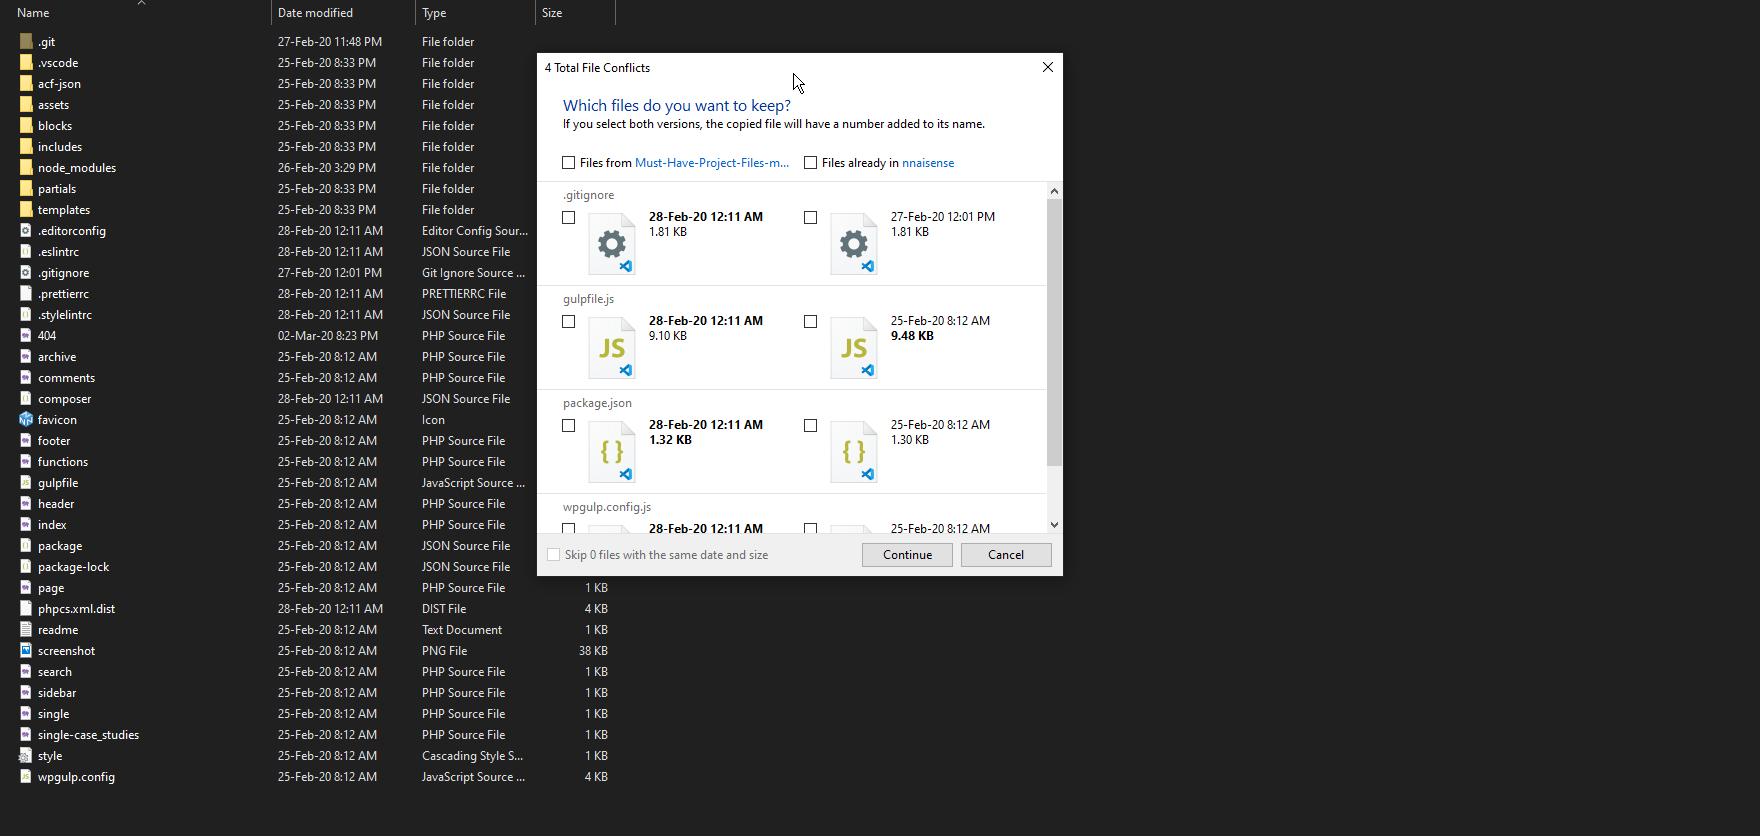 Name Date modified Type Size
.git 27-Feb-20 11:48 PM File folder
.vscode 25-Feb-20 8:33 PM File folder
acf-json 25-Feb-20 8:33 PM File folder
assets 25-Feb-20 8:33 PM File folder
blocks 25-Feb-20 8:33 PM File folder
includes 25-Feb-20 8:33 PM File folder
node_modules 26-Feb-20 3:29 PM File folder
partials 25-Feb-20 8:33 PM File folder
templates 25-Feb-20 8:33 PM File folder
.editorconfig 28-Feb-20 12:11 AM Editor Config Sour...
.eslintrc 28-Feb-20 12:11 AM JSON Source File
.gitignore 27-Feb-20 12:01 PM Git Ignore Source ...
.prettierrc 28-Feb-20 12:11 AM PRETTIERRC File
.stylelintrc 28-Feb-20 12:11 AM JSON Source File
404 02-Mar-20 8:23 PM PHP Source File
archive 25-Feb-20 8:12 AM PHP Source File
comments 25-Feb-20 8:12 AM PHP Source File
composer 28-Feb-20 12:11 AM JSON Source File
favicon 25-Feb-20 8:12 AM Icon
footer 25-Feb-20 8:12 AM PHP Source File
functions 25-Feb-20 8:12 AM PHP Source File
gulpfile 25-Feb-20 8:12 AM JavaScript Source ...
header 25-Feb-20 8:12 AM PHP Source File
index 25-Feb-20 8:12 AM PHP Source File
package 25-Feb-20 8:12 AM JSON Source File
package-lock 25-Feb-20 8:12 AM JSON Source File
page 25-Feb-20 8:12 AM PHP Source File 1 KB
phpcs.xml.dist 28-Feb-20 12:11 AM DIST File 4 KB
readme 25-Feb-20 8:12 AM Text Document 1 KB
screenshot 25-Feb-20 8:12 AM PNG File 38 KB
search 25-Feb-20 8:12 AM PHP Source File 1 KB
sidebar 25-Feb-20 8:12 AM PHP Source File 1 KB
single 25-Feb-20 8:12 AM PHP Source File 1 KB
single-case_studies 25-Feb-20 8:12 AM PHP Source File 1 KB
style 25-Feb-20 8:12 AM Cascading Style S... 1 KB
wpgulp.config 25-Feb-20 8:12 AM JavaScript Source ... 4 KB
4 Total File Conflicts
Which files do you want to keep?
If you select both versions, the copied file will have a number added to its name.
Files from Must-Have-Project-Files-m... Files already in nnaisense
.gitignore
28-Feb-20 12:11 AM 27-Feb-20 12:01 PM
1.81 KB 1.81 KB
gulpfile.js
28-Feb-20 12:11 AM 25-Feb-20 8:12 AM
9.10 KB 9.48 KB
JS JS
package.json
28-Feb-20 12:11 AM 25-Feb-20 8:12 AM
1.32 KB 1.30 KB
{ } { }
wpgulp.config.js
28-Feb-20 12:11 AM 25-Feb-20 8:12 AM
Skip 0 files with the same date and size Continue Cancel